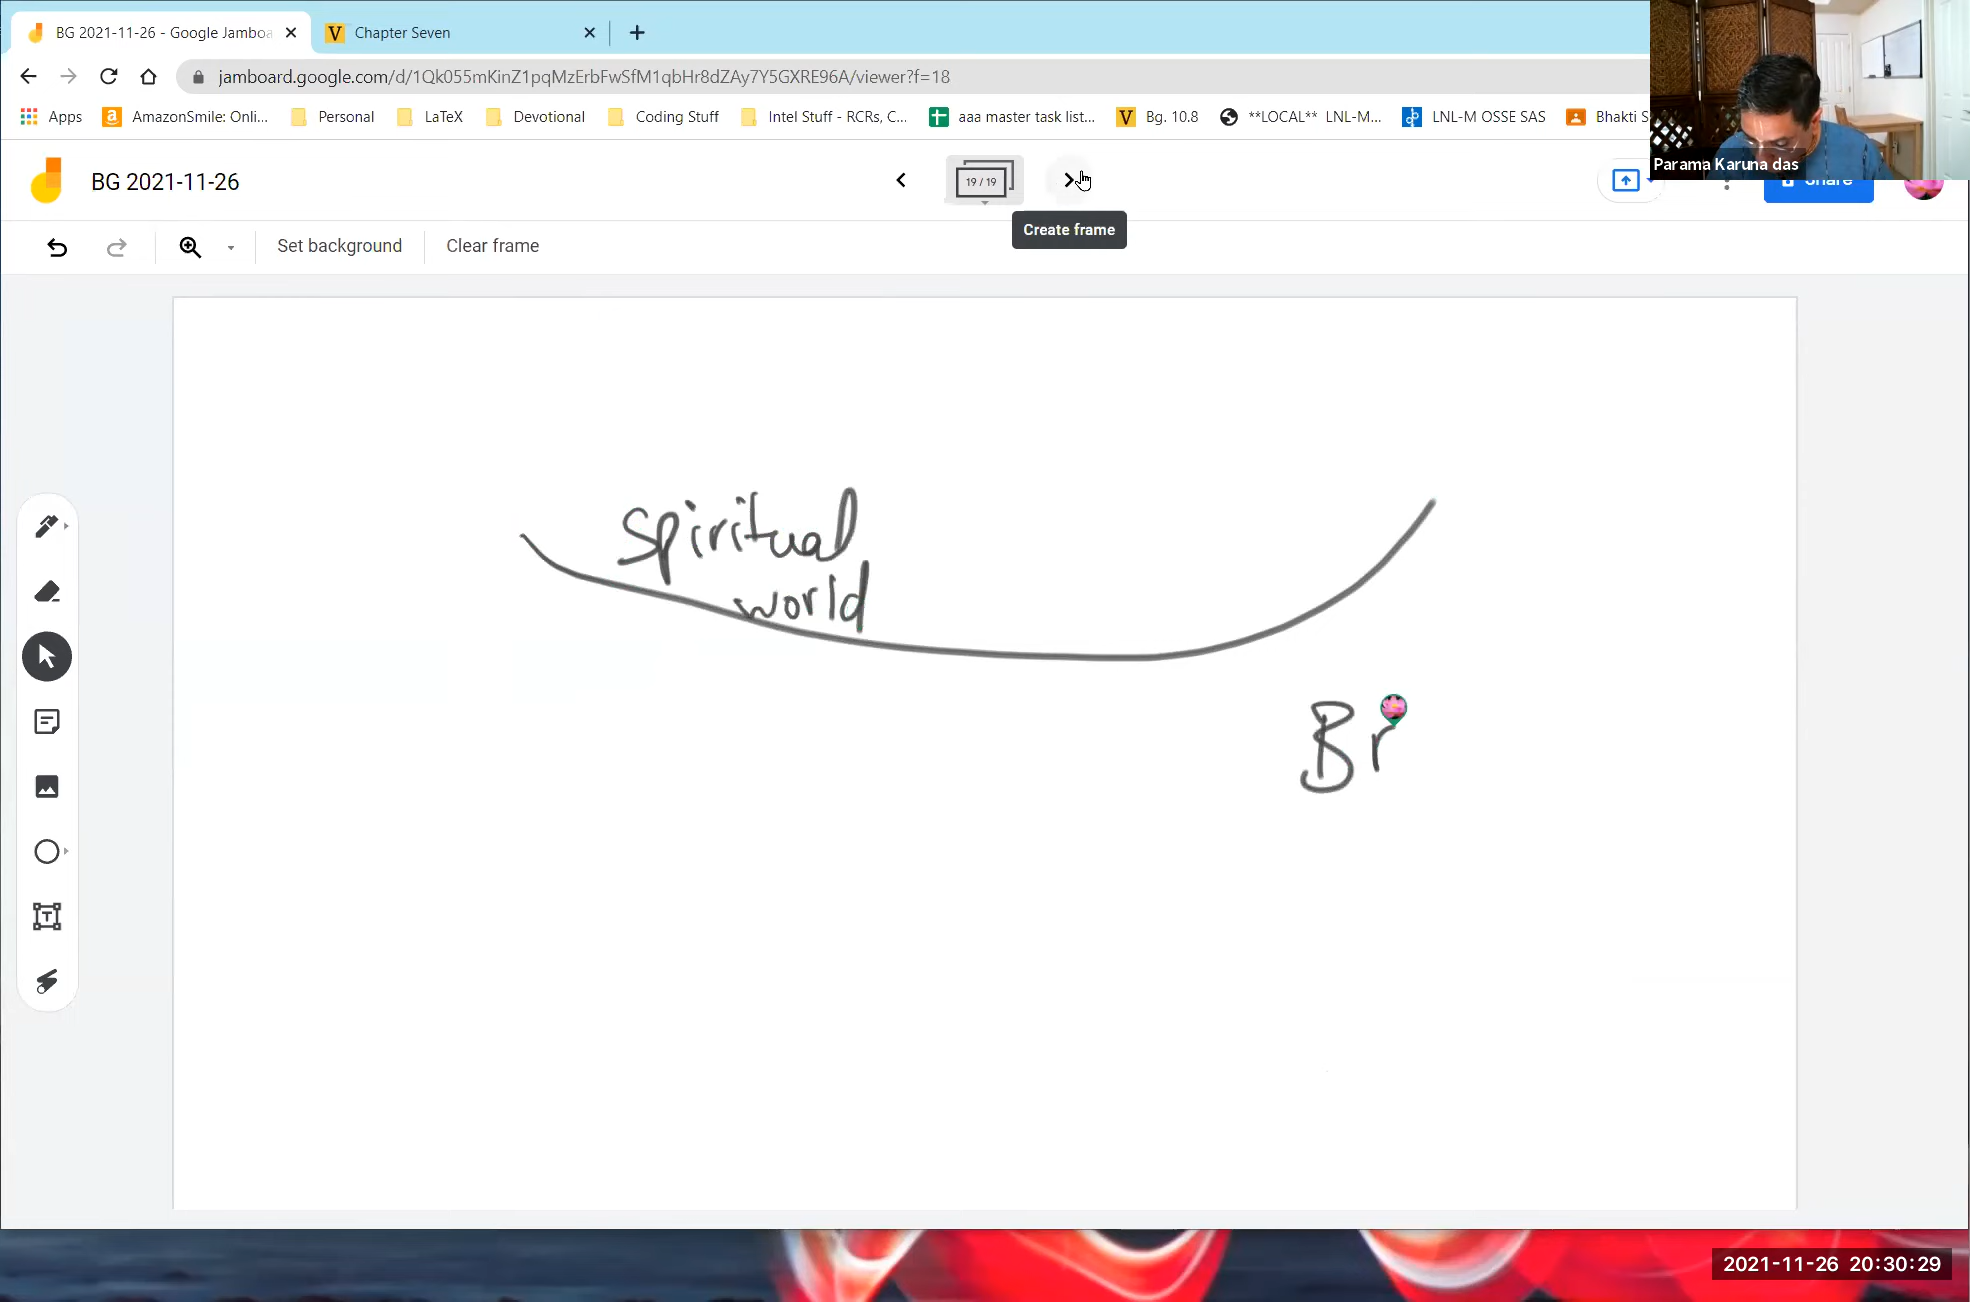 BG 2021-11-26 - Google Jamboa
Chapter Seven
jamboard.google.com/d/1Qk055mKinZ1pqMzErbFwSfM1qbHr8dZAy7Y5GXRE96A/viewer?f=18
Apps
AmazonSmile: Onli...
Personal
LaTeX
Devotional
Coding Stuff
Intel Stuff - RCRs, C...
aaa master task list...
Bg. 10.8
**LOCAL** LNL-M...
LNL-M OSSE SAS
Bhakti S
Parama Karuna das
BG 2021-11-26
19 / 19
Share
Create frame
Set background
Clear frame
Spiritual
world
Br
2021-11-26 20:30:29